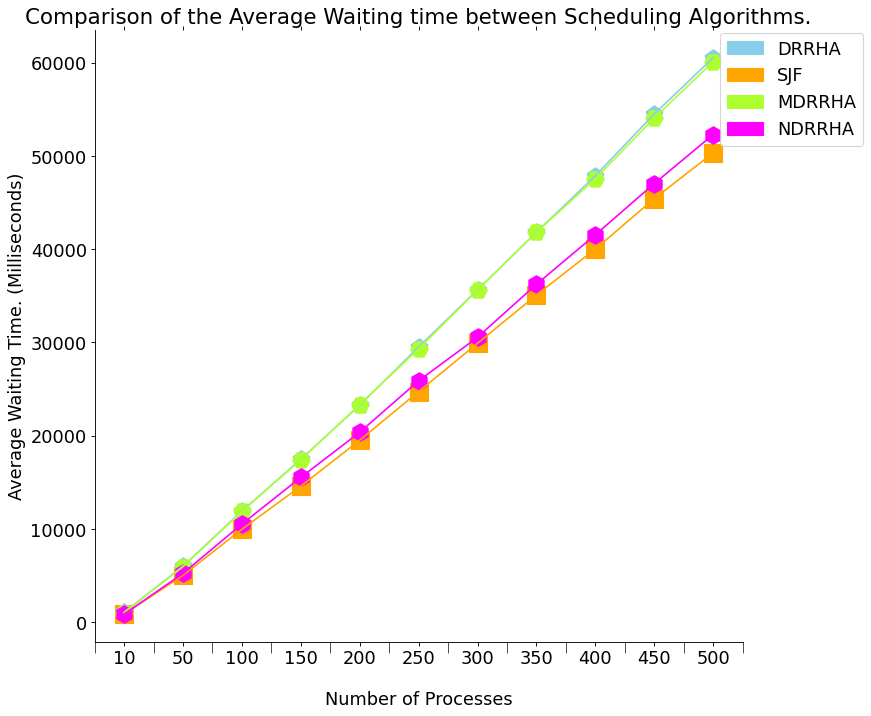 Comparison of the Average Waiting time between Scheduling Algorithms.
DRRHA
SJF
MDRRHA
NDRRHA
Average Waiting Time. (Milliseconds)
60000
50000
40000
30000
20000
10000
0
10 50 100 150 200 250 300 350 400 450 500
Number of Processes